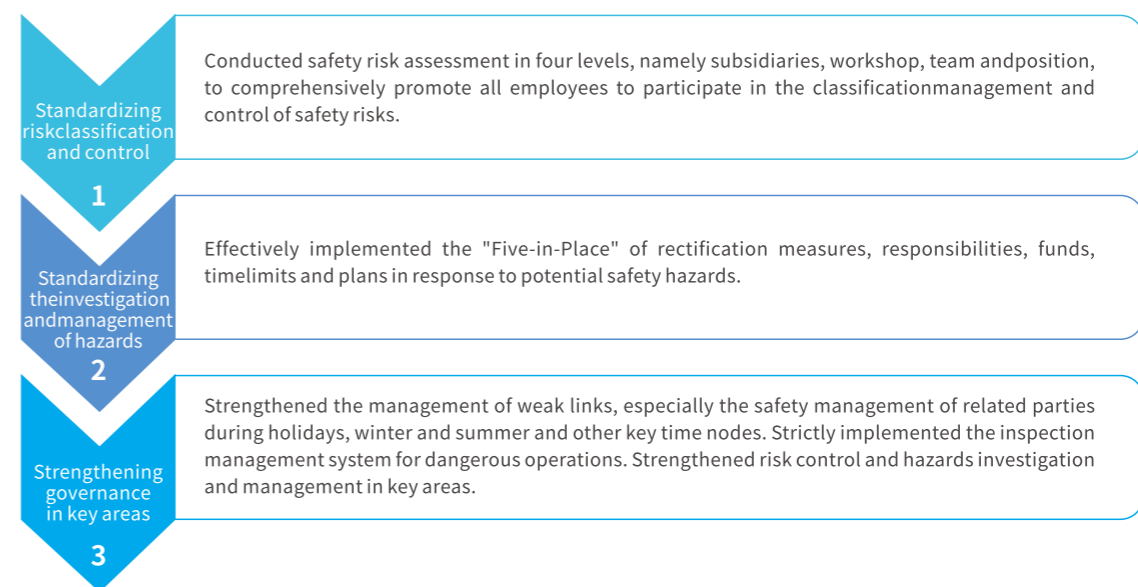 Standardizing
riskclassification
and control
1
Conducted safety risk assessment in four levels, namely subsidiaries, workshop, team andposition,
to comprehensively promote all employees to participate in the classificationmanagement and
control of safety risks.
Standardizing
theinvestigation
andmanagement
of hazards
2
Effectively implemented the "Five-in-Place" of rectification measures, responsibilities, funds,
timelimits and plans in response to potential safety hazards.
Strengthening
governance
in key areas
3
Strengthened the management of weak links, especially the safety management of related parties
during holidays, winter and summer and other key time nodes. Strictly implemented the inspection
management system for dangerous operations. Strengthened risk control and hazards investigation
and management in key areas.